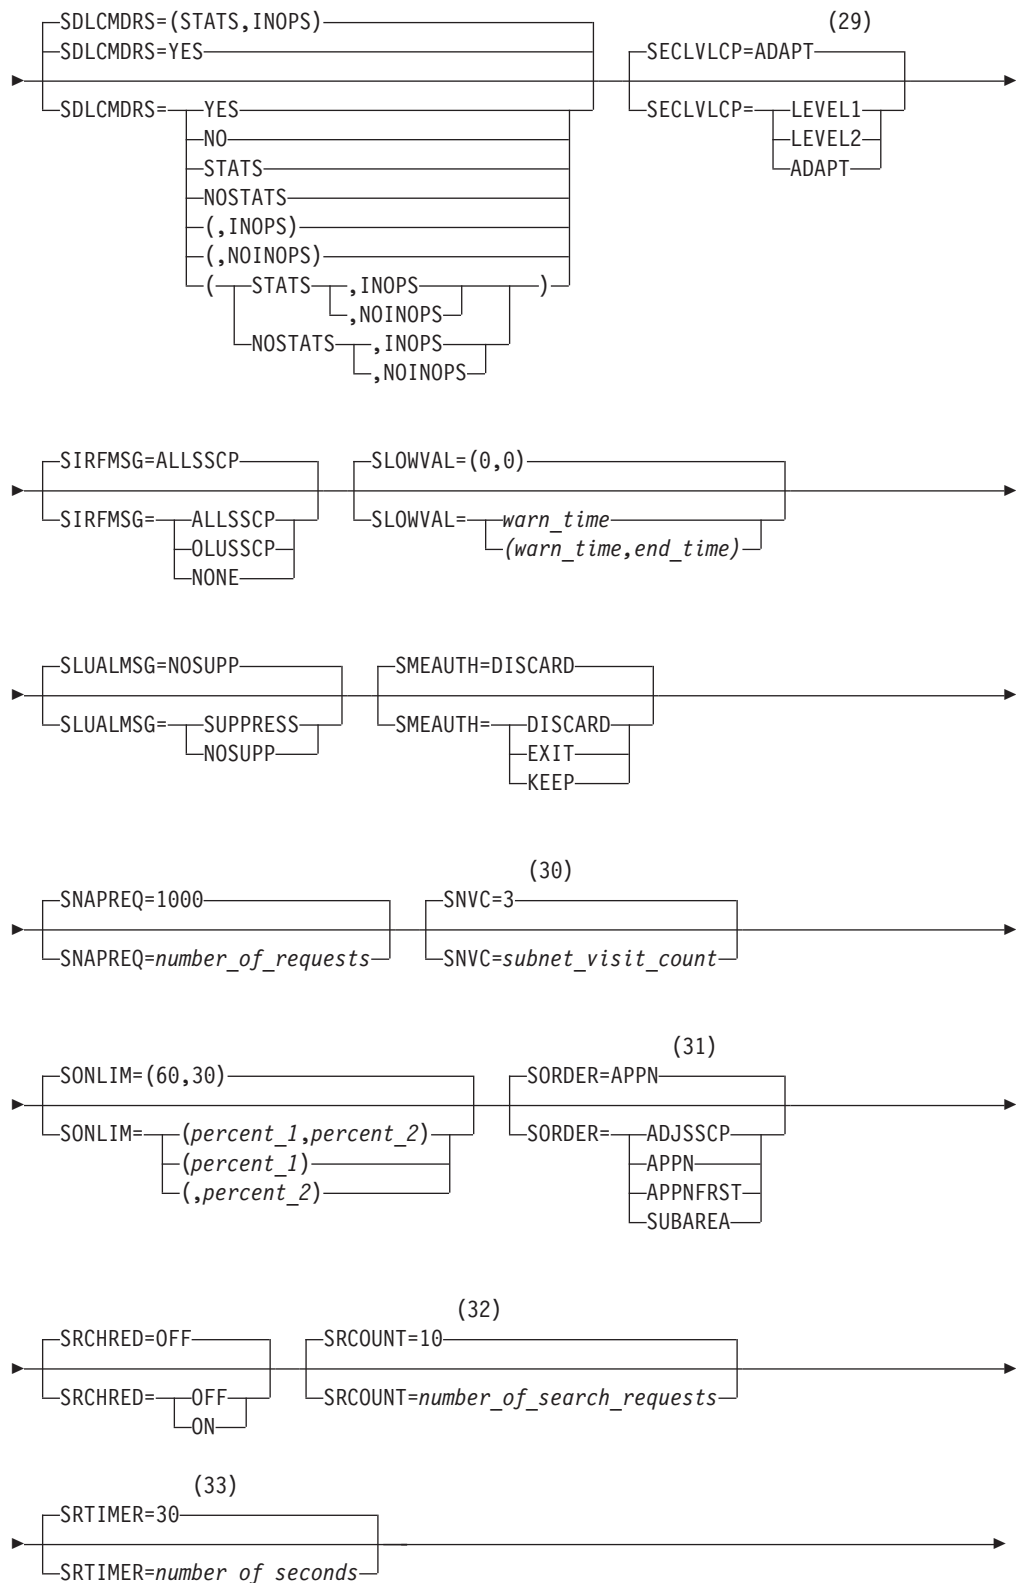 SDLCMDRS=(STATS,INOPS) (29)
SDLCMDRS=YES SECLVLCP=ADAPT
SDLCMDRS= YES SECLVLCP= LEVEL1
NO LEVEL2
STATS ADAPT
NOSTATS
(,INOPS)
(,NOINOPS)
( STATS ,INOPS )
,NOINOPS
NOSTATS ,INOPS
,NOINOPS
SIRFMSG=ALLSSCP SLOWVAL=(0,0)
SIRFMSG= ALLSSCP SLOWVAL= warn_time
OLUSSCP (warn_time,end_time)
NONE
SLUALMSG=NOSUPP SMEAUTH=DISCARD
SLUALMSG= SUPPRESS SMEAUTH= DISCARD
NOSUPP EXIT
KEEP
(30)
SNAPREQ=1000 SNVC=3
SNAPREQ=number_of_requests SNVC=subnet_visit_count
(31)
SONLIM=(60,30) SORDER=APPN
SONLIM= (percent_1,percent_2) SORDER= ADJSSCP
(percent_1) APPN
(,percent_2) APPNFRST
SUBAREA
(32)
SRCHRED=OFF SRCOUNT=10
SRCHRED= OFF SRCOUNT=number_of_search_requests
ON
(33)
SRTIMER=30
SRTIMER=number of seconds